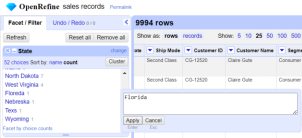 OpenRefine sales records Permalink
Facet / Filter Undo / Redo 0 / 0
9994 rows
Refresh Reset All Remove all
Show as: rows records Show: 5 10 25 50 100 500
State change
Ship Mode Customer ID Customer Name Segme
52 choices Sort by: name count Cluster
Second Class CG-12520 Claire Gute Consumer
North Dakota 7
West Virginia 4
Florida 1
Nebraska 1
Texas 1
Wyoming 1
Facet by choice counts
Second Class CG-12520 Claire Gute Consumer
Florida
Apply Cancel
Enter Esc